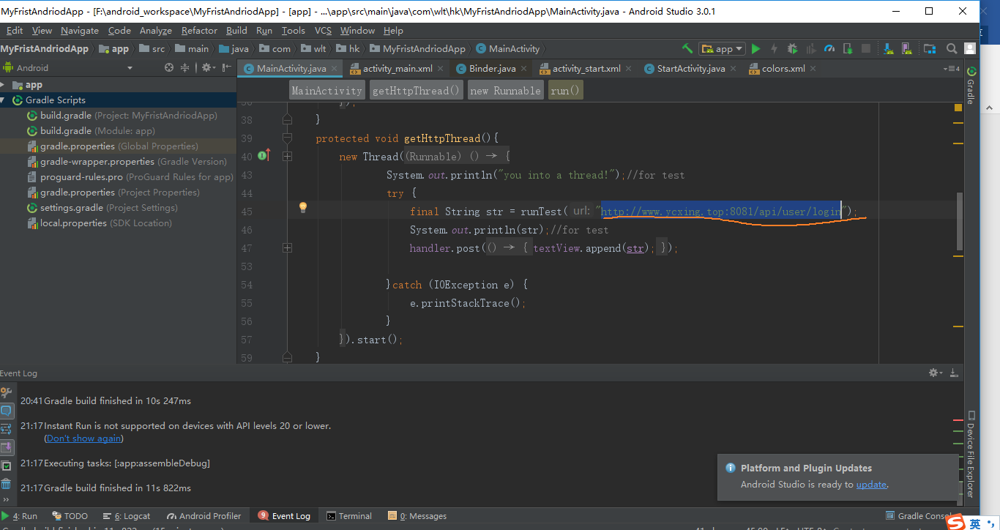 MyFristAndriodApp - [F:\android_workspace\MyFristAndriodApp] - [app] - ...\app\src\main\java\com\wlt\hk\MyFristAndriodApp\MainActivity.java - Android Studio 3.0.1
Edit View Navigate Code Analyze Refactor Build Run Tools VCS Window Help
MyFristAndriodApp app src main java com wlt hk MyFristAndriodApp MainActivity app
Android MainActivity.java activity_main.xml Binder.java activity_start.xml StartActivity.java colors.xml 4
MainActivity getHttpThread() new Runnable run()
app
Gradle Scripts
build.gradle (Project: MyFristAndriodApp)
build.gradle (Module: app)
gradle.properties (Global Properties)
gradle-wrapper.properties (Gradle Version)
proguard-rules.pro (ProGuard Rules for app)
gradle.properties (Project Properties)
settings.gradle (Project Settings)
local.properties (SDK Location)
38 }
39 protected void getHttpThread(){
40 new Thread((Runnable) () → {
43 System.out.println("you into a thread!");//for test
44 try {
45 final String str = runTest( url: "http://www.ycxing.top:8081/api/user/login");
46 System.out.println(str);//for test
47 handler.post(() → { textView.append(str); });
53
54 }catch (IOException e) {
55 e.printStackTrace();
56 }
57 }).start();
59 }
Gradle
Device File Explorer
Event Log
20:41 Gradle build finished in 10s 247ms
21:17 Instant Run is not supported on devices with API levels 20 or lower.
(Don't show again)
21:17 Executing tasks: [:app:assembleDebug]
21:17 Gradle build finished in 11s 822ms
Platform and Plugin Updates
Android Studio is ready to update.
4: Run TODO 6: Logcat Android Profiler 9 Event Log Terminal 0: Messages Gradle Consol
S 英